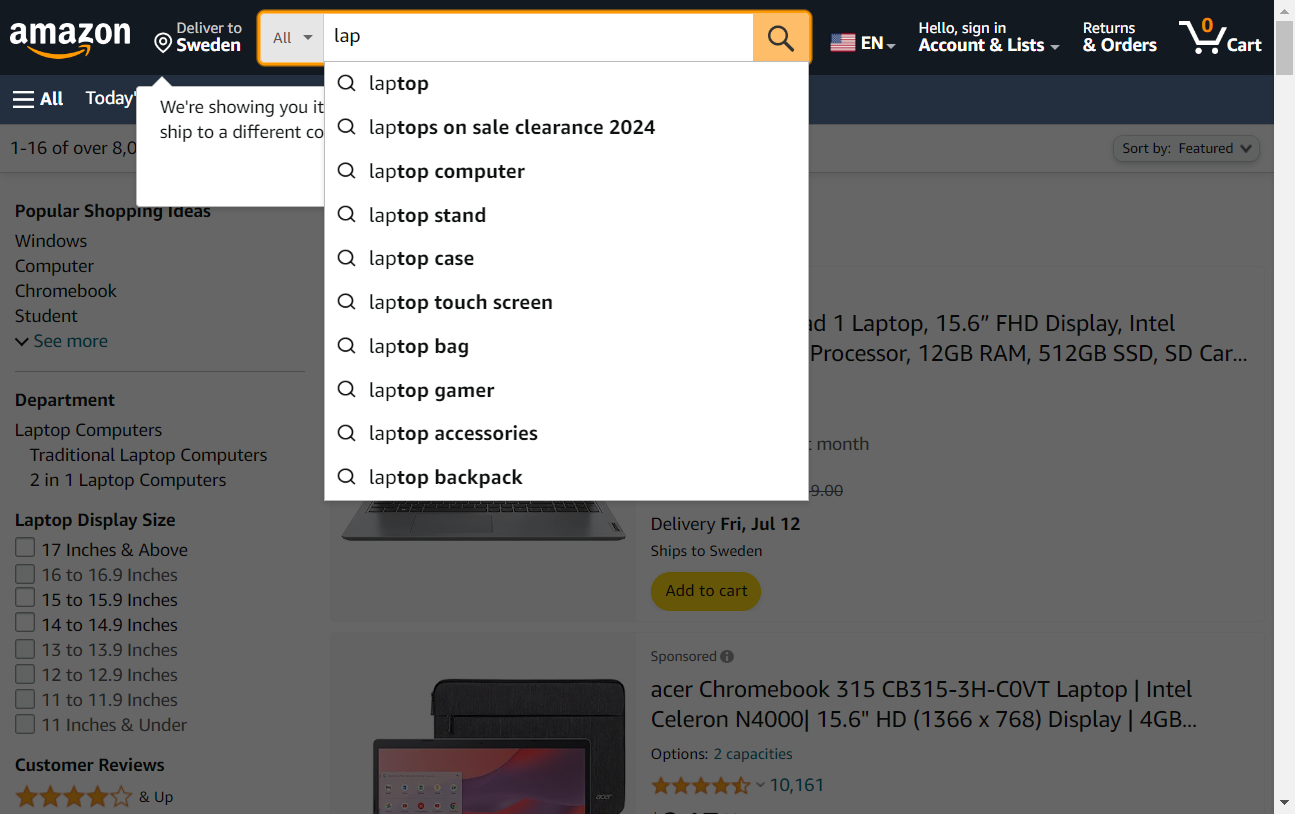 amazon
Deliver to
Sweden
All
lap
EN
Hello, sign in
Account & Lists
Returns
& Orders
0
Cart
All
Today'
We're showing you it
ship to a different co
laptop
laptops on sale clearance 2024
laptop computer
laptop stand
laptop case
laptop touch screen
laptop bag
laptop gamer
laptop accessories
laptop backpack
1-16 of over 8,0
Sort by: Featured
Popular Shopping Ideas
Windows
Computer
Chromebook
Student
See more
Department
Laptop Computers
Traditional Laptop Computers
2 in 1 Laptop Computers
Laptop Display Size
17 Inches & Above
16 to 16.9 Inches
15 to 15.9 Inches
14 to 14.9 Inches
13 to 13.9 Inches
12 to 12.9 Inches
11 to 11.9 Inches
11 Inches & Under
Customer Reviews
& Up
ad 1 Laptop, 15.6” FHD Display, Intel
Processor, 12GB RAM, 512GB SSD, SD Car...
month
9.00
Delivery Fri, Jul 12
Ships to Sweden
Add to cart
Sponsored
acer Chromebook 315 CB315-3H-C0VT Laptop | Intel
Celeron N4000| 15.6" HD (1366 x 768) Display | 4GB...
Options: 2 capacities
10,161
acer